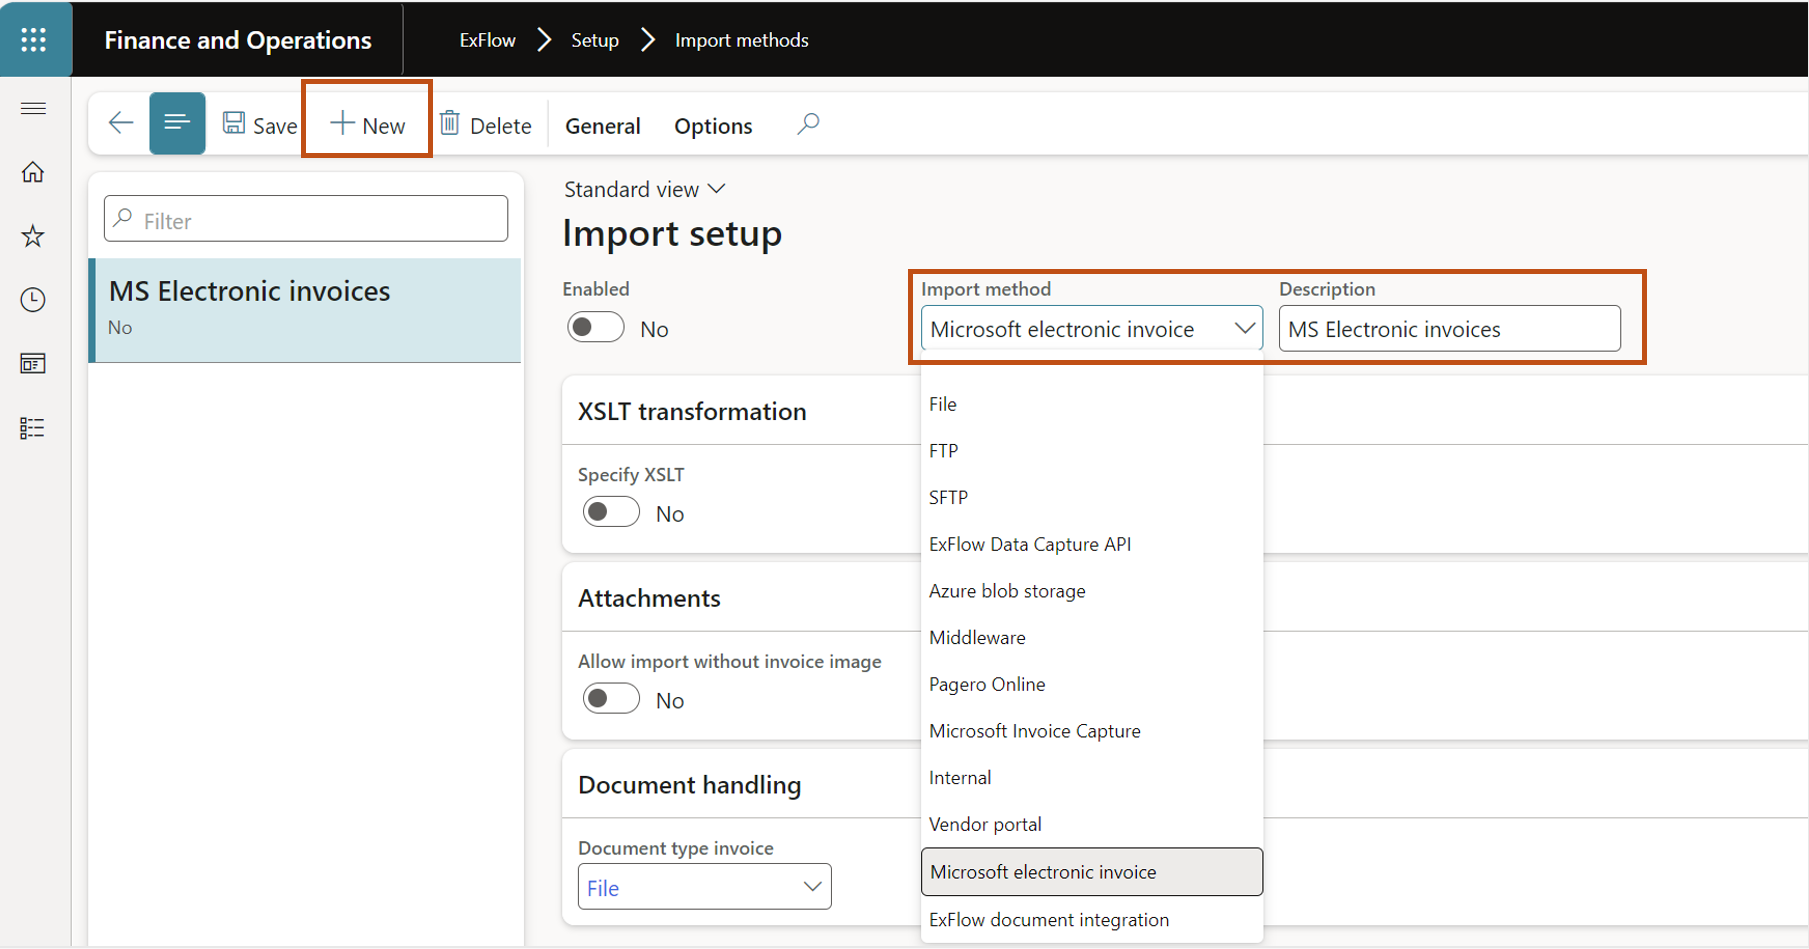 Finance and Operations
ExFlow
Setup
Import methods
Save
New
Delete
General
Options
Filter
MS Electronic invoices
No
Standard view
Import setup
Enabled
No
Import method
Microsoft electronic invoice
Description
MS Electronic invoices
File
FTP
SFTP
ExFlow Data Capture API
Azure blob storage
Middleware
Pagero Online
Microsoft Invoice Capture
Internal
Vendor portal
Microsoft electronic invoice
ExFlow document integration
XSLT transformation
Specify XSLT
No
Attachments
Allow import without invoice image
No
Document handling
Document type invoice
File